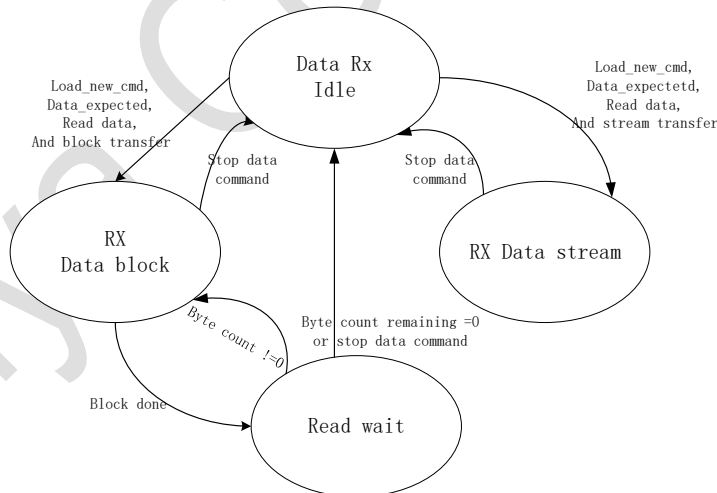 Data Rx
Idle
Load_new_cmd,
Data_expected,
Read data,
And block transfer
Load_new_cmd,
Data_expectetd,
Read data,
And stream transfer
Stop data
command
Stop data
command
RX
Data block
RX Data stream
Byte count !=0
Byte count remaining =0
or stop data command
Block done
Read wait